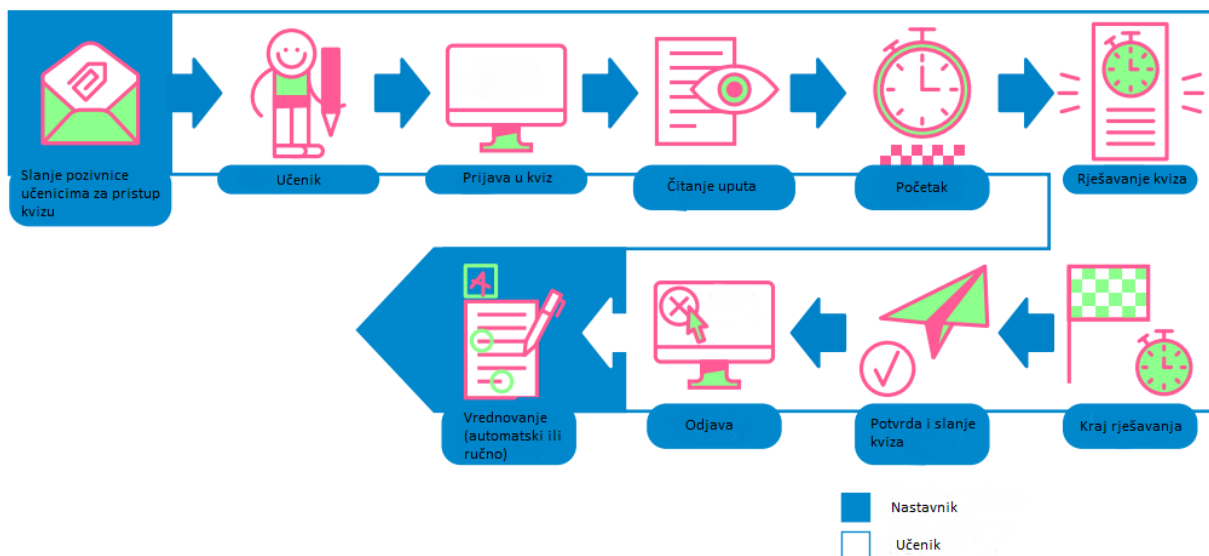 Slanje pozivnice
učenicima za pristup
kvizu
Učenik
Prijava u kviz
Čitanje uputa
Početak
Rješavanje kviza
Vrednovanje
(automatski ili
ručno)
Odjava
Potvrda i slanje
kviza
Kraj rješavanja
Nastavnik
Učenik